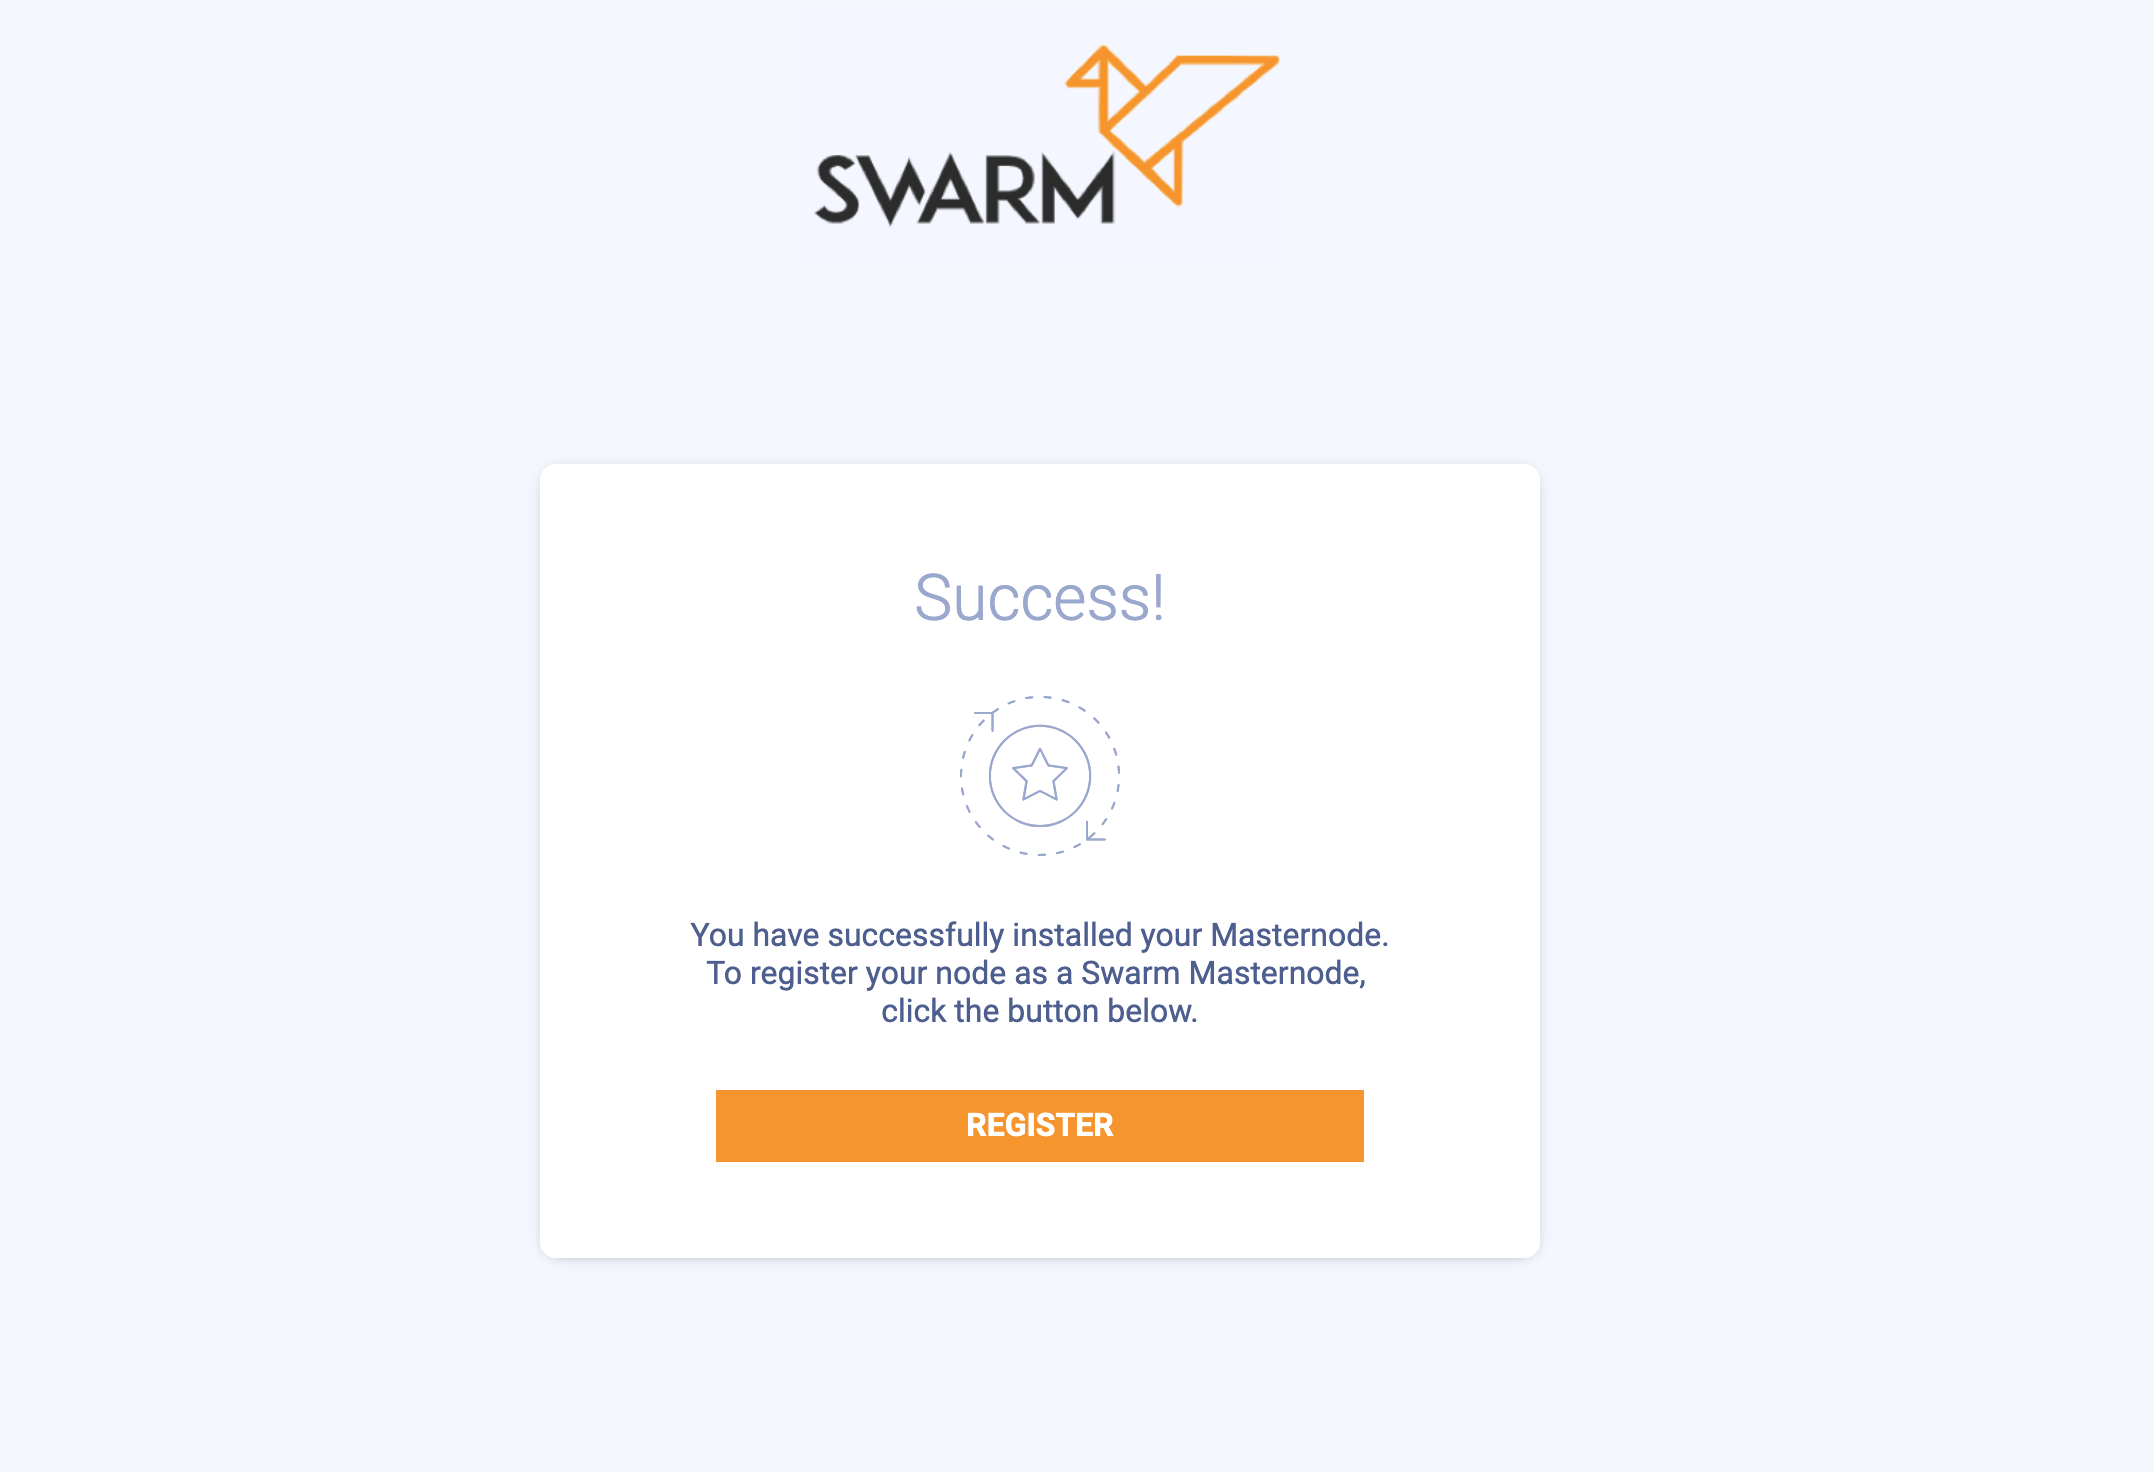 SWARM
Success!
You have successfully installed your Masternode.
To register your node as a Swarm Masternode,
click the button below.
REGISTER